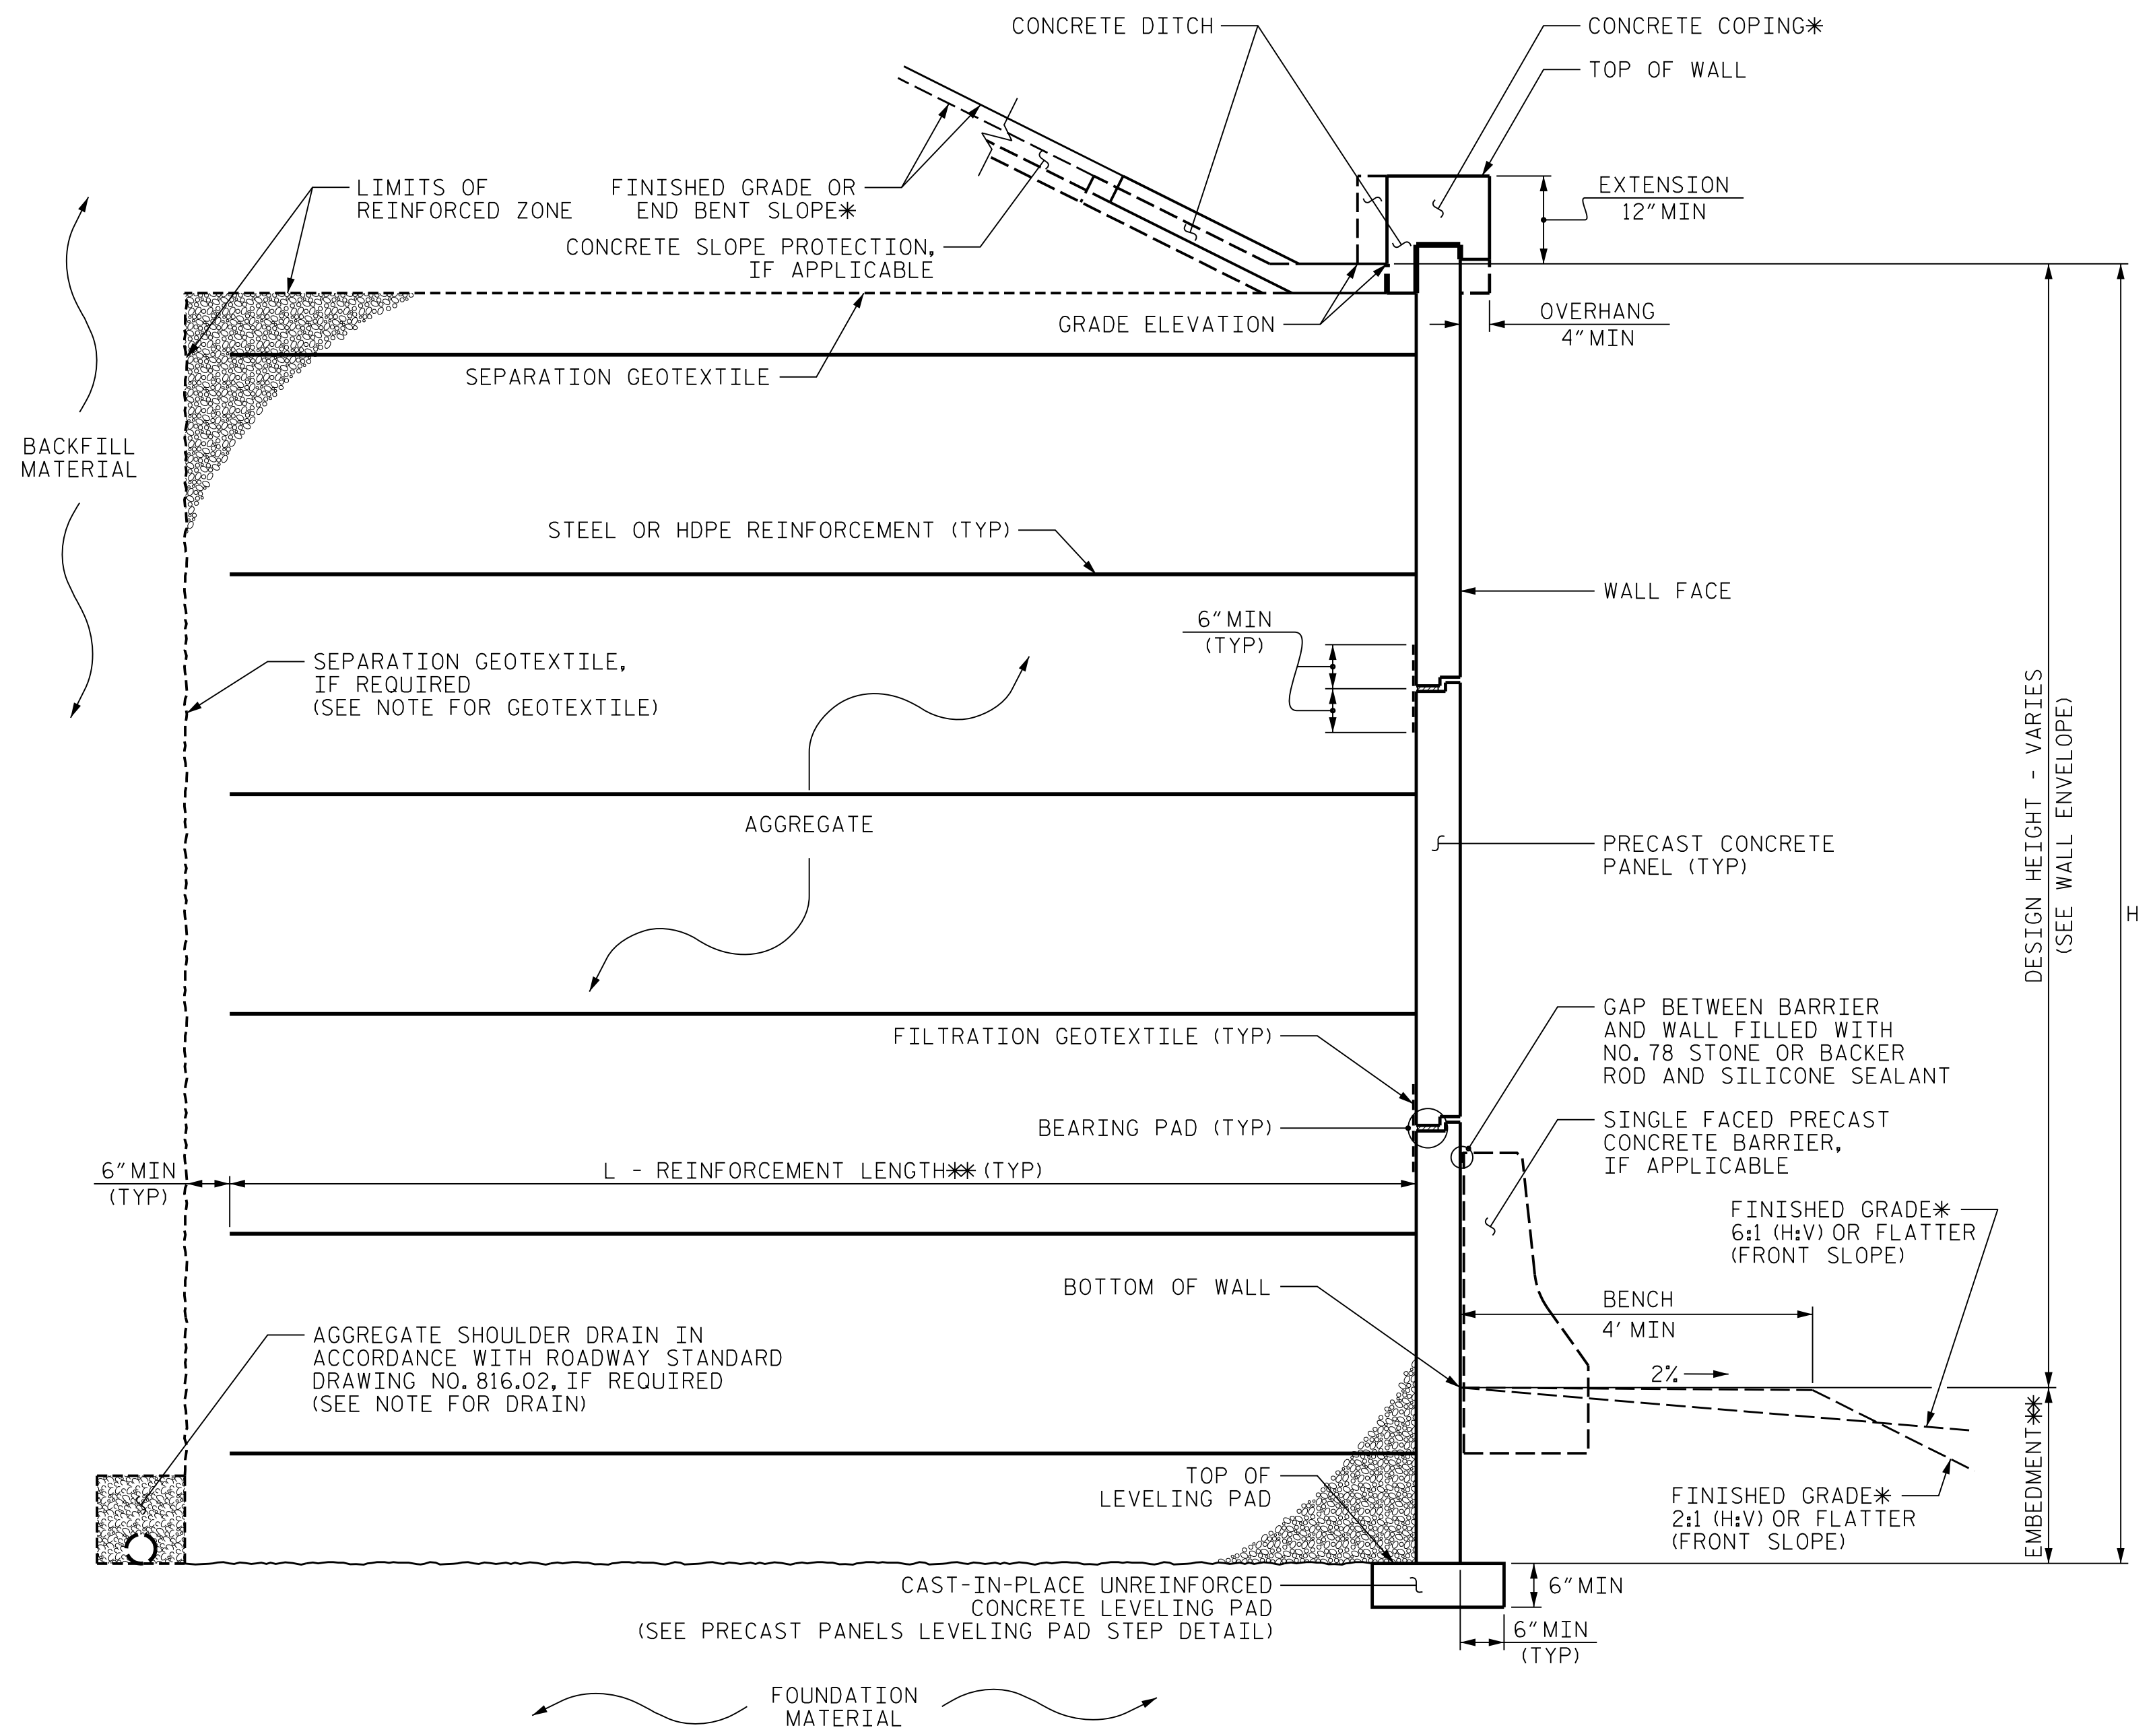 CONCRETE DITCH
CONCRETE COPING*
TOP OF WALL
LIMITS OF
REINFORCED ZONE
FINISHED GRADE OR
END BENT SLOPE*
EXTENSION
12"MIN
CONCRETE SLOPE PROTECTION,
IF APPLICABLE
GRADE ELEVATION
OVERHANG
4"MIN
SEPARATION GEOTEXTILE
BACKFILL
MATERIAL
STEEL OR HDPE REINFORCEMENT (TYP)
WALL FACE
6"MIN
(TYP)
SEPARATION GEOTEXTILE,
IF REQUIRED
(SEE NOTE FOR GEOTEXTILE)
AGGREGATE
PRECAST CONCRETE
PANEL (TYP)
DESIGN HEIGHT - VARIES
(SEE WALL ENVELOPE)
H
FILTRATION GEOTEXTILE (TYP)
GAP BETWEEN BARRIER
AND WALL FILLED WITH
NO. 78 STONE OR BACKER
ROD AND SILICONE SEALANT
BEARING PAD (TYP)
SINGLE FACED PRECAST
CONCRETE BARRIER,
IF APPLICABLE
6"MIN
(TYP)
L - REINFORCEMENT LENGTH** (TYP)
FINISHED GRADE*
6:1 (H:V) OR FLATTER
(FRONT SLOPE)
BOTTOM OF WALL
BENCH
4' MIN
2%
AGGREGATE SHOULDER DRAIN IN
ACCORDANCE WITH ROADWAY STANDARD
DRAWING NO. 816.02, IF REQUIRED
(SEE NOTE FOR DRAIN)
EMBEDMENT**
TOP OF
LEVELING PAD
FINISHED GRADE*
2:1 (H:V) OR FLATTER
(FRONT SLOPE)
CAST-IN-PLACE UNREINFORCED
CONCRETE LEVELING PAD
(SEE PRECAST PANELS LEVELING PAD STEP DETAIL)
6"MIN
6"MIN
(TYP)
FOUNDATION
MATERIAL